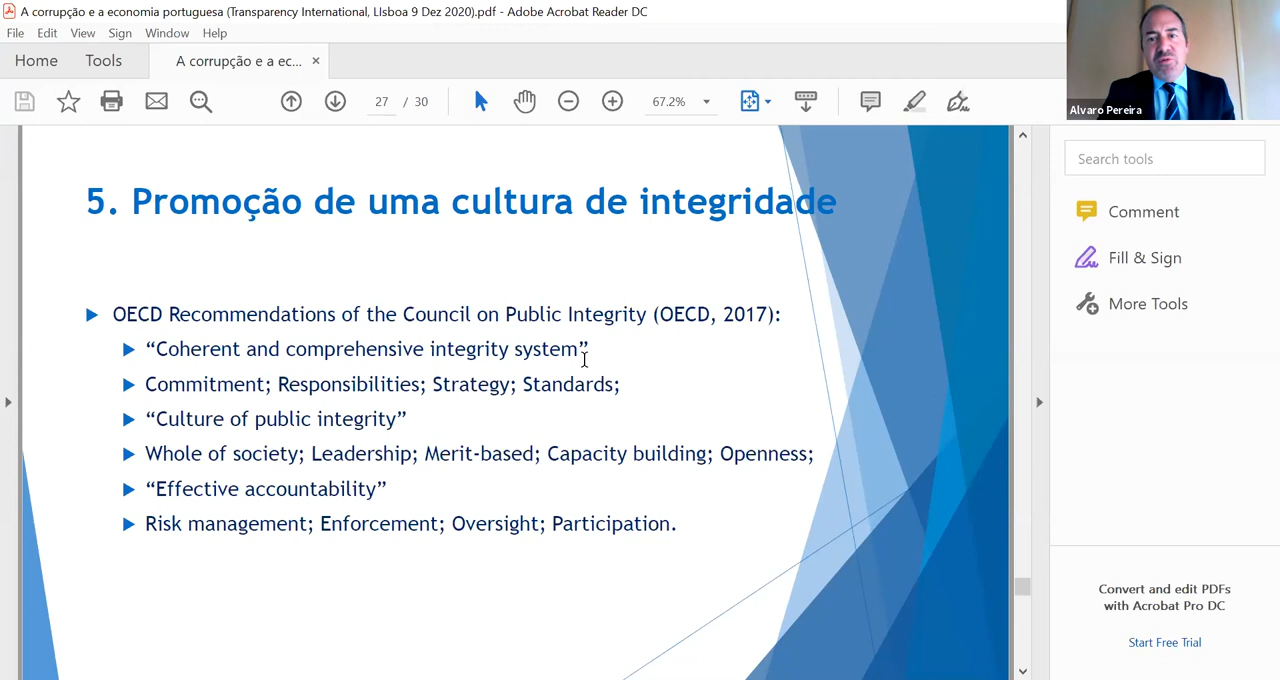 A corrupção e a economia portuguesa (Transparency International, LIsboa 9 Dez 2020).pdf - Adobe Acrobat Reader DC
File Edit View Sign Window Help
Home Tools A corrupção e a ec... ×
27 / 30 67.2%
Alvaro Pereira
Search tools
Comment
Fill & Sign
More Tools
5. Promoção de uma cultura de integridade
OECD Recommendations of the Council on Public Integrity (OECD, 2017):
“Coherent and comprehensive integrity system”
Commitment; Responsibilities; Strategy; Standards;
“Culture of public integrity”
Whole of society; Leadership; Merit-based; Capacity building; Openness;
“Effective accountability”
Risk management; Enforcement; Oversight; Participation.
Convert and edit PDFs
with Acrobat Pro DC
Start Free Trial